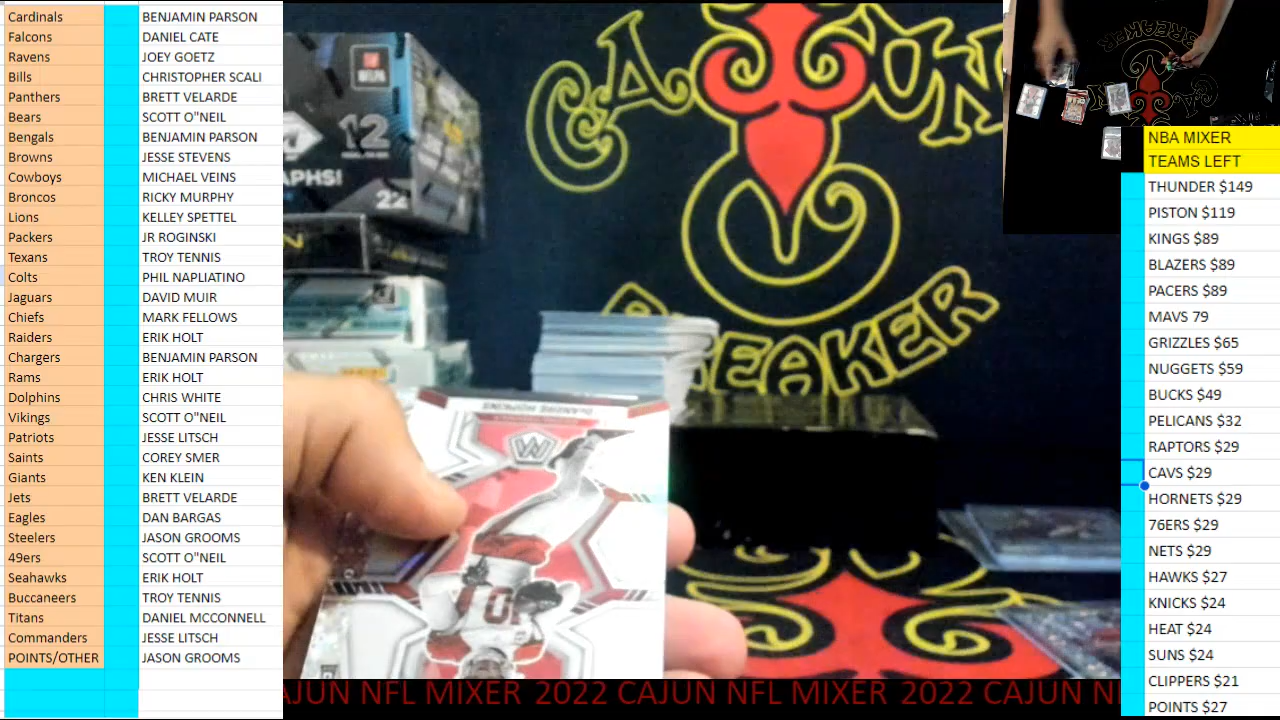 Cardinals BENJAMIN PARSON
Falcons DANIEL CATE
Ravens JOEY GOETZ
Bills CHRISTOPHER SCALI
Panthers BRETT VELARDE
Bears SCOTT O"NEIL
Bengals BENJAMIN PARSON
Browns JESSE STEVENS
Cowboys MICHAEL VEINS
Broncos RICKY MURPHY
Lions KELLEY SPETTEL
Packers JR ROGINSKI
Texans TROY TENNIS
Colts PHIL NAPLIATINO
Jaguars DAVID MUIR
Chiefs MARK FELLOWS
Raiders ERIK HOLT
Chargers BENJAMIN PARSON
Rams ERIK HOLT
Dolphins CHRIS WHITE
Vikings SCOTT O"NEIL
Patriots JESSE LITSCH
Saints COREY SMER
Giants KEN KLEIN
Jets BRETT VELARDE
Eagles DAN BARGAS
Steelers JASON GROOMS
49ers SCOTT O"NEIL
Seahawks ERIK HOLT
Buccaneers TROY TENNIS
Titans DANIEL MCCONNELL
Commanders JESSE LITSCH
POINTS/OTHER JASON GROOMS
12
APHS!
22
CAJUN
BREAKER
DEANDRE HOPKINS
BREAKER
NBA MIXER
TEAMS LEFT
THUNDER $149
PISTON $119
KINGS $89
BLAZERS $89
PACERS $89
MAVS 79
GRIZZLES $65
NUGGETS $59
BUCKS $49
PELICANS $32
RAPTORS $29
CAVS $29
HORNETS $29
76ERS $29
NETS $29
HAWKS $27
KNICKS $24
HEAT $24
SUNS $24
CLIPPERS $21
POINTS $27
AJUN NFL MIXER 2022 CAJUN NFL MIXER 2022 CAJUN N